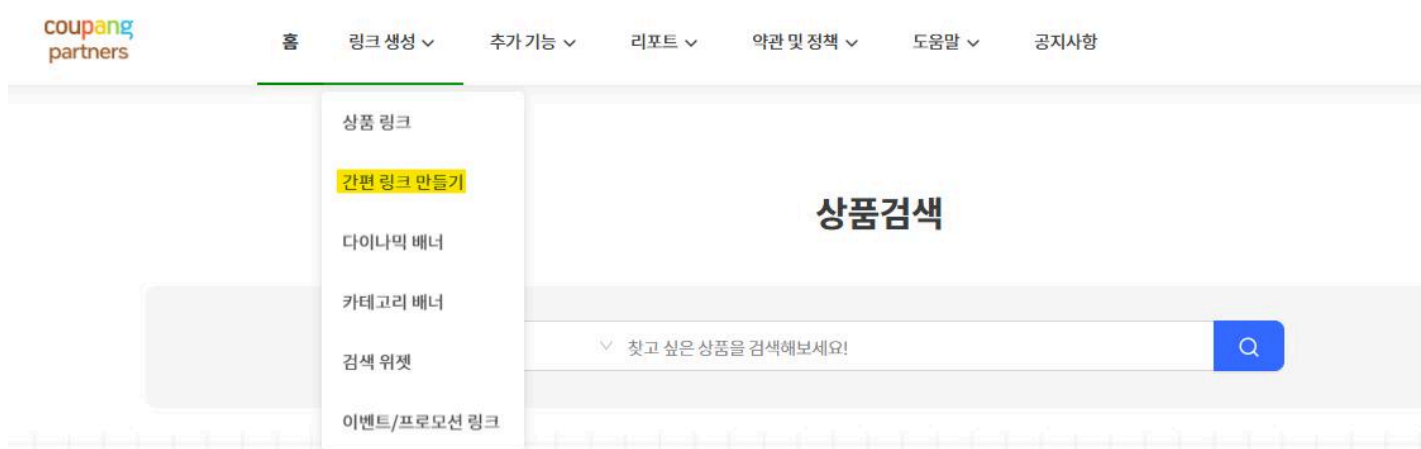 coupang
partners
홈 링크 생성 추가 기능 리포트 약관 및 정책 도움말 공지사항
상품 링크
간편 링크 만들기
상품검색
다이나믹 배너
카테고리 배너
찾고 싶은 상품을 검색해보세요!
검색 위젯
이벤트/프로모션 링크